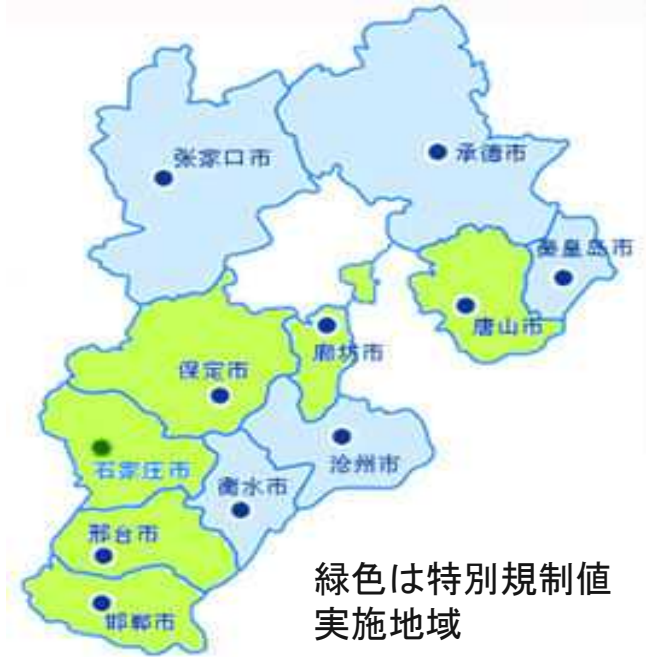 张家口市
承德市
秦皇岛市
唐山市
廊坊市
保定市
沧州市
石家庄市
衡水市
邢台市
邯郸市
緑色は特別規制値
実施地域